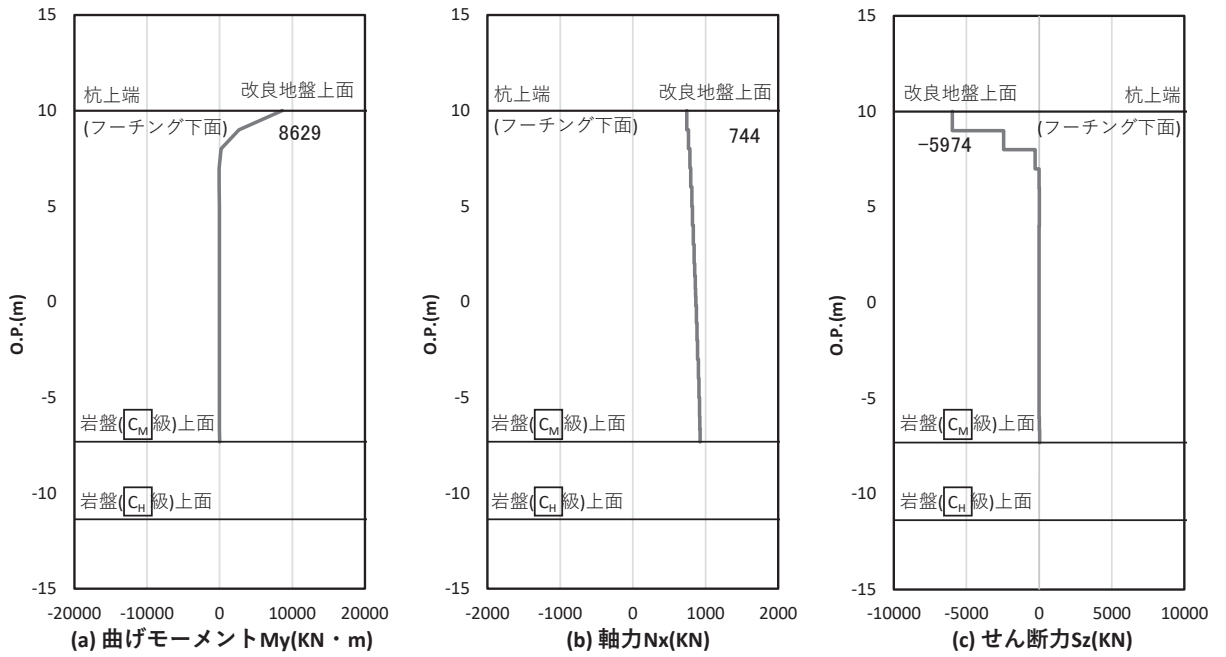 15
10
5
0
-5
-10
-15
O.P.(m)
杭上端
改良地盤上面
(フーチング下面)
8629
岩盤(CM級)上面
岩盤(CH級)上面
-20000 -10000 0 10000 20000
(a) 曲げモーメントMy(KN・m)
15
10
5
0
-5
-10
-15
O.P.(m)
杭上端
改良地盤上面
(フーチング下面)
744
岩盤(CM級)上面
岩盤(CH級)上面
-2000 -1000 0 1000 2000
(b) 軸力Nx(KN)
15
10
5
0
-5
-10
-15
O.P.(m)
改良地盤上面
杭上端
(フーチング下面)
-5974
岩盤(CM級)上面
岩盤(CH級)上面
-10000 -5000 0 5000 10000
(c) せん断力Sz(KN)